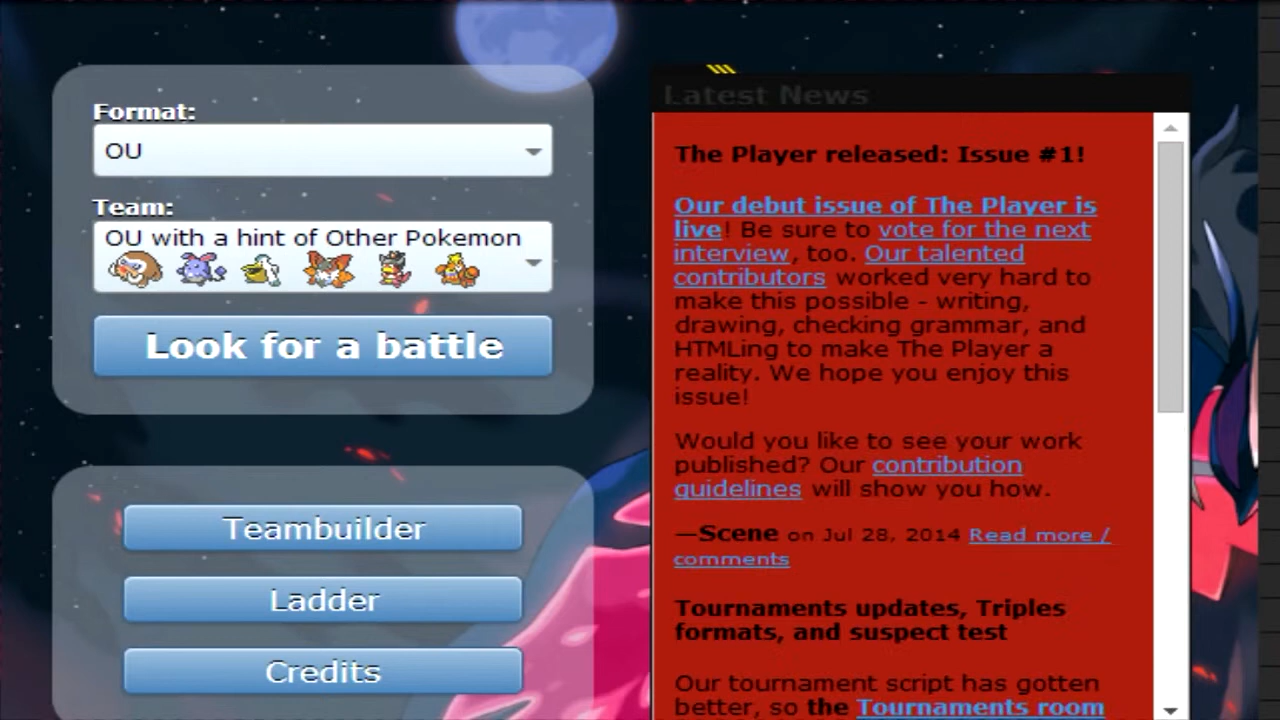 Format:
OU
Team:
OU with a hint of Other Pokemon
Look for a battle
Teambuilder
Ladder
Credits
Latest News
The Player released: Issue #1!
Our debut issue of The Player is
live! Be sure to vote for the next
interview, too. Our talented
contributors worked very hard to
make this possible - writing,
drawing, checking grammar, and
HTMLing to make The Player a
reality. We hope you enjoy this
issue!
Would you like to see your work
published? Our contribution
guidelines will show you how.
—Scene on Jul 28, 2014 Read more /
comments
Tournaments updates, Triples
formats, and suspect test
Our tournament script has gotten
better, so the Tournaments room